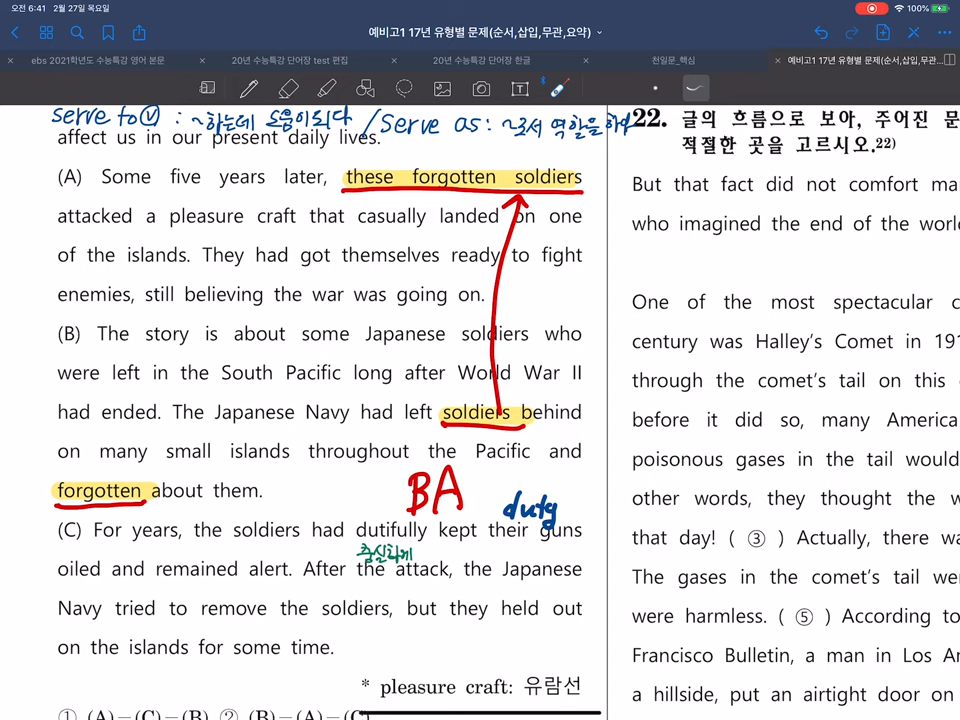 오전 6:41 2월 27일 목요일
100%
예비고1 17년 유형별 문제(순서,삽입,무관,요약)
ebs 2021학년도 수능특강 영어 본문
20년 수능특강 단어장 test 편집
20년 수능특강 단어장 한글
천일문_핵심
예비고1 17년 유형별 문제(순서,삽입,무관,...
serve to ⓥ : ~하는데 도움이되다 / serve as : ~로서 역할을 하
affect us in our present daily lives.
(A) Some five years later, these forgotten soldiers
attacked a pleasure craft that casually landed on one
of the islands. They had got themselves ready to fight
enemies, still believing the war was going on.
(B) The story is about some Japanese soldiers who
were left in the South Pacific long after World War II
had ended. The Japanese Navy had left soldiers behind
on many small islands throughout the Pacific and
forgotten about them.
BA
duty
(C) For years, the soldiers had dutifully kept their guns
충실하게
oiled and remained alert. After the attack, the Japanese
Navy tried to remove the soldiers, but they held out
on the islands for some time.
* pleasure craft: 유람선
① (A)－(C)－(B) ② (B)－(A)－(C)
22. 글의 흐름으로 보아, 주어진 문
적절한 곳을 고르시오.22)
But that fact did not comfort ma
who imagined the end of the worl
One of the most spectacular c
century was Halley's Comet in 191
through the comet's tail on this
before it did so, many America
poisonous gases in the tail would
other words, they thought the w
that day! ( ③ ) Actually, there wa
The gases in the comet's tail wer
were harmless. ( ⑤ ) According to
Francisco Bulletin, a man in Los A
a hillside, put an airtight door on